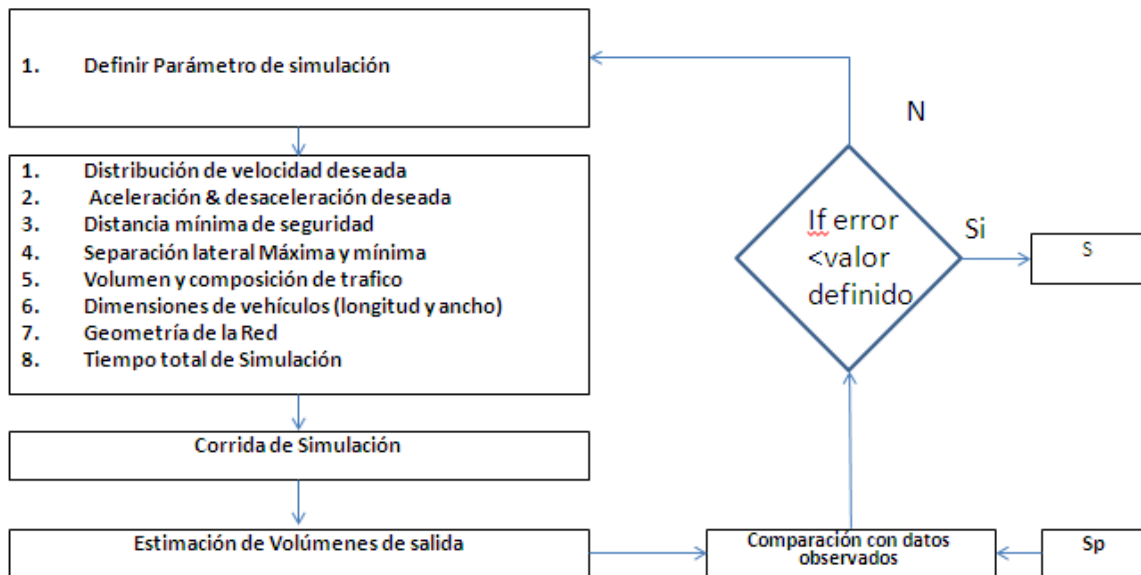 1. Definir Parámetro de simulación
1. Distribución de velocidad deseada
2. Aceleración & desaceleración deseada
3. Distancia mínima de seguridad
4. Separación lateral Máxima y mínima
5. Volumen y composición de trafico
6. Dimensiones de vehículos (longitud y ancho)
7. Geometría de la Red
8. Tiempo total de Simulación
Corrida de Simulación
Estimación de Volúmenes de salida
Comparación con datos
observados
Sp
If error
<valor
definido
N
Si
S